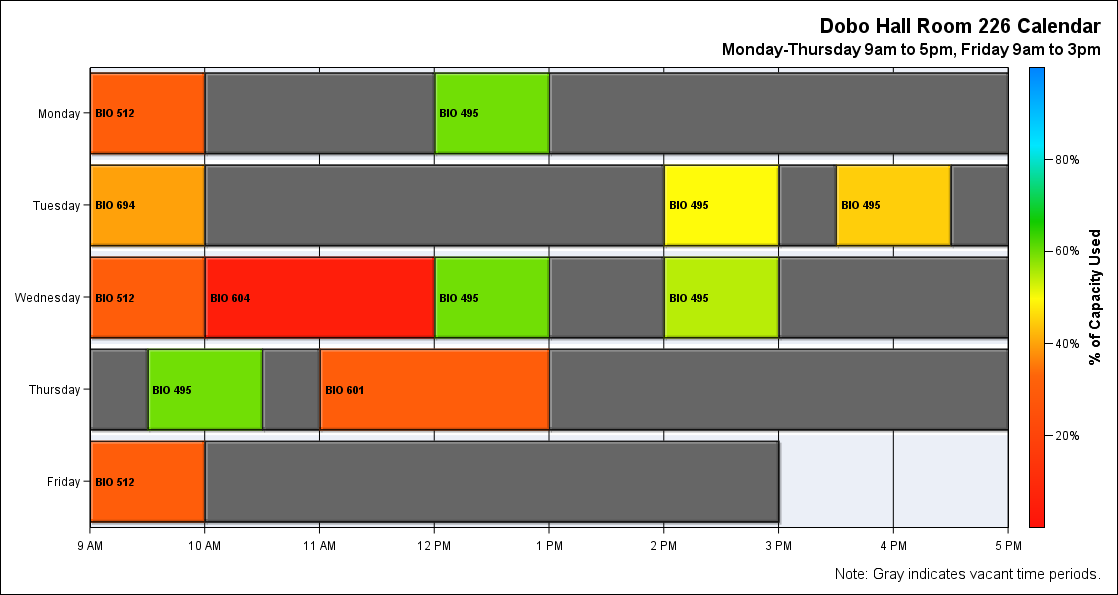 Dobo Hall Room 226 Calendar
Monday-Thursday 9am to 5pm, Friday 9am to 3pm
Monday
BIO 512
BIO 495
Tuesday
BIO 694
BIO 495
BIO 495
Wednesday
BIO 512
BIO 604
BIO 495
BIO 495
Thursday
BIO 495
BIO 601
Friday
BIO 512
9 AM
10 AM
11 AM
12 PM
1 PM
2 PM
3 PM
4 PM
5 PM
80%
60%
40%
20%
% of Capacity Used
Note: Gray indicates vacant time periods.